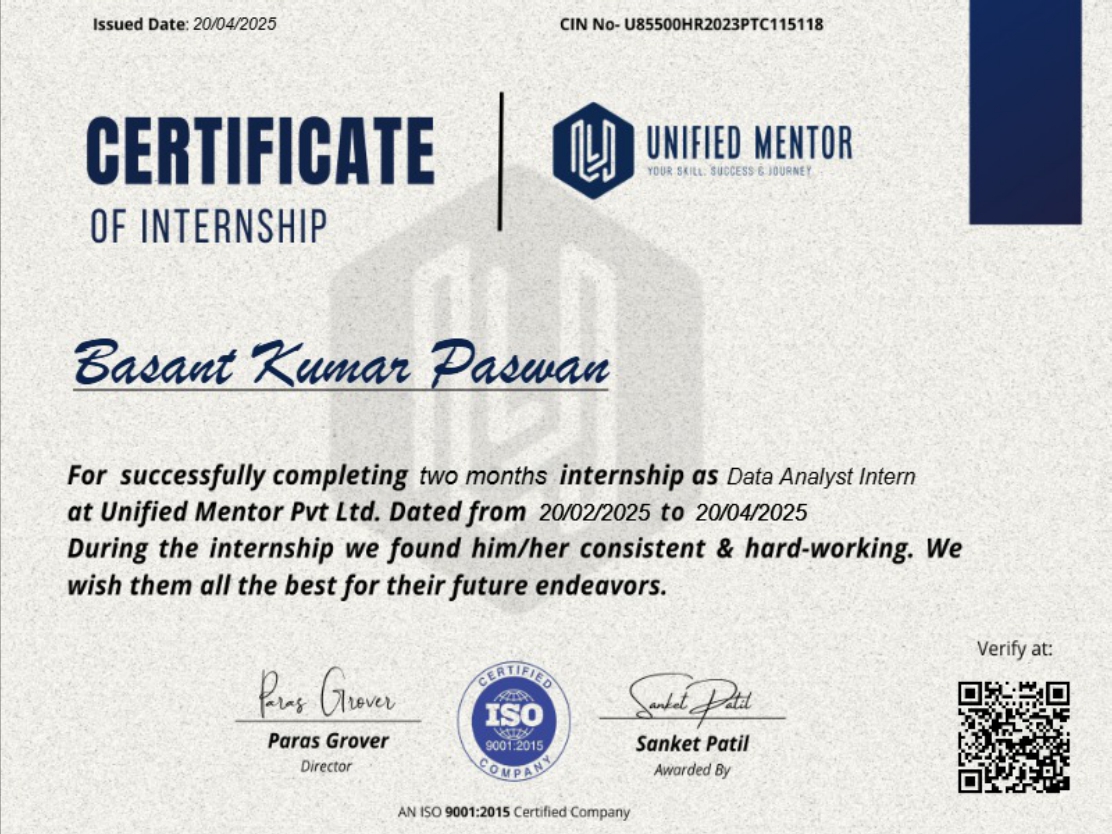 Issued Date: 20/04/2025
CIN No- U85500HR2023PTC115118
CERTIFICATE
OF INTERNSHIP
UNIFIED MENTOR
YOUR SKILL, SUCCESS & JOURNEY
Basant Kumar Paswan
For successfully completing two months internship as Data Analyst Intern
at Unified Mentor Pvt Ltd. Dated from 20/02/2025 to 20/04/2025
During the internship we found him/her consistent & hard-working. We
wish them all the best for their future endeavors.
Paras Grover
Paras Grover
Director
CERTIFIED
ISO
9001:2015
COMPANY
Sanket Patil
Sanket Patil
Awarded By
Verify at:
AN ISO 9001:2015 Certified Company